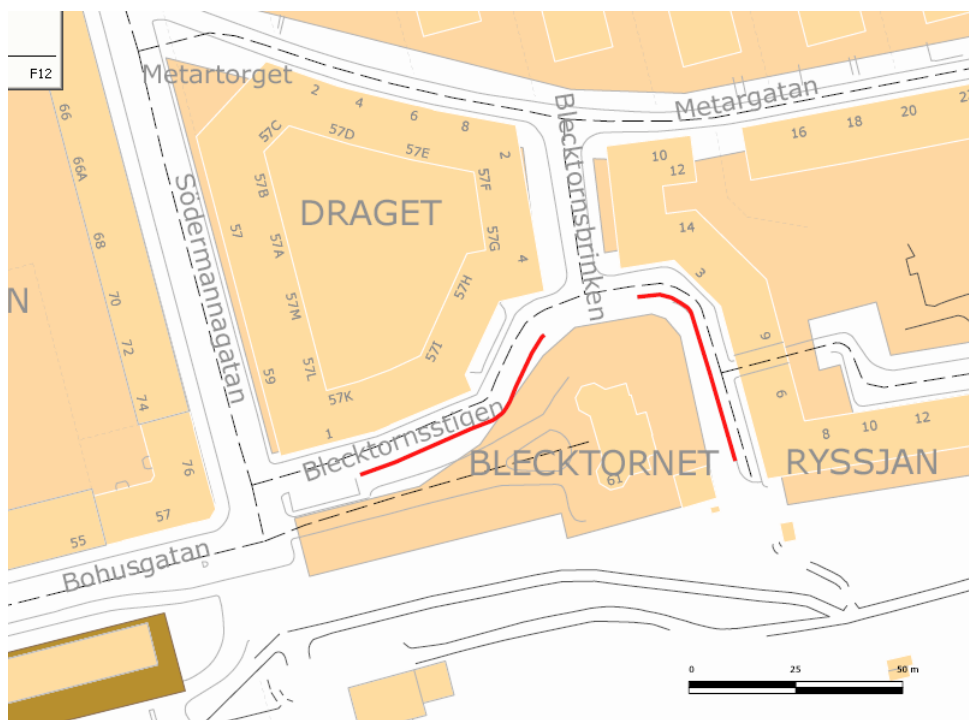 F12
Metartorget
66
66A
68
70
72
74
76
N
55
57
Södermannagatan
57
59
57C
57B
57A
57M
57L
57K
57I
57H
57G
57F
57E
57D
2
4
6
8
2
4
1
DRAGET
Blecktornsbrinken
Metargatan
10
12
14
3
9
6
16
18
20
8
10
12
Blecktornsstigen
BLECKTORNET
61
RYSSJAN
Bohusgatan
0
25
50 m